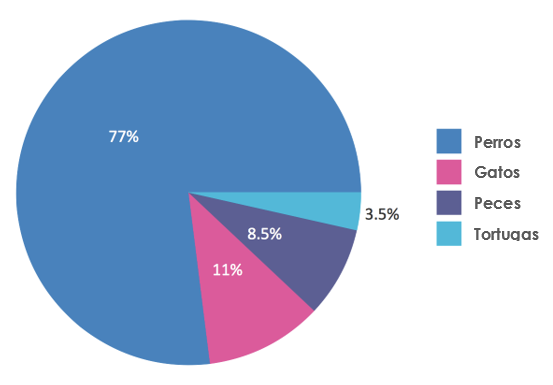 77%
Perros
Gatos
Peces
3.5%
8.5%
Tortugas
11%